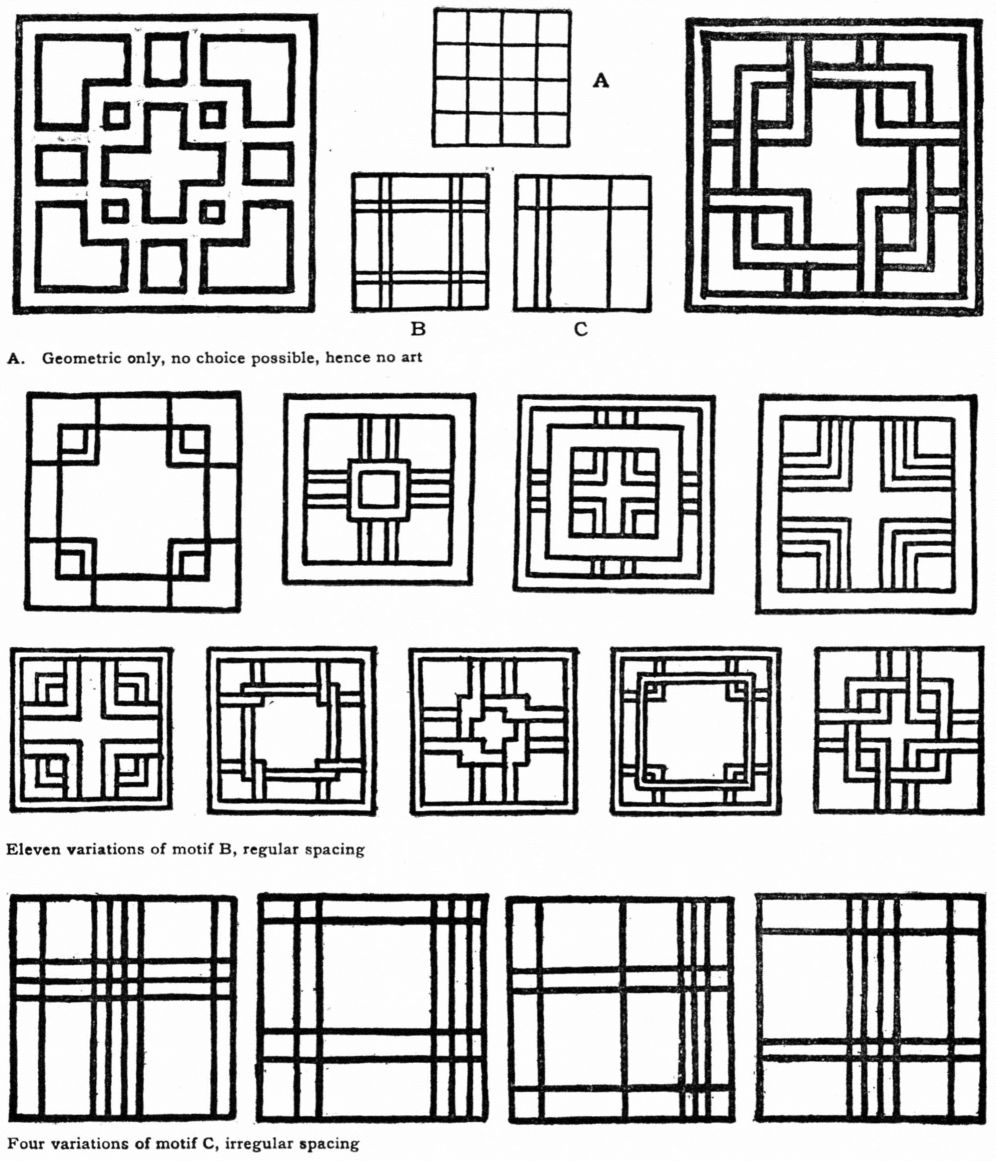 A
B
C
A. Geometric only, no choice possible, hence no art
Eleven variations of motif B, regular spacing
Four variations of motif C, irregular spacing